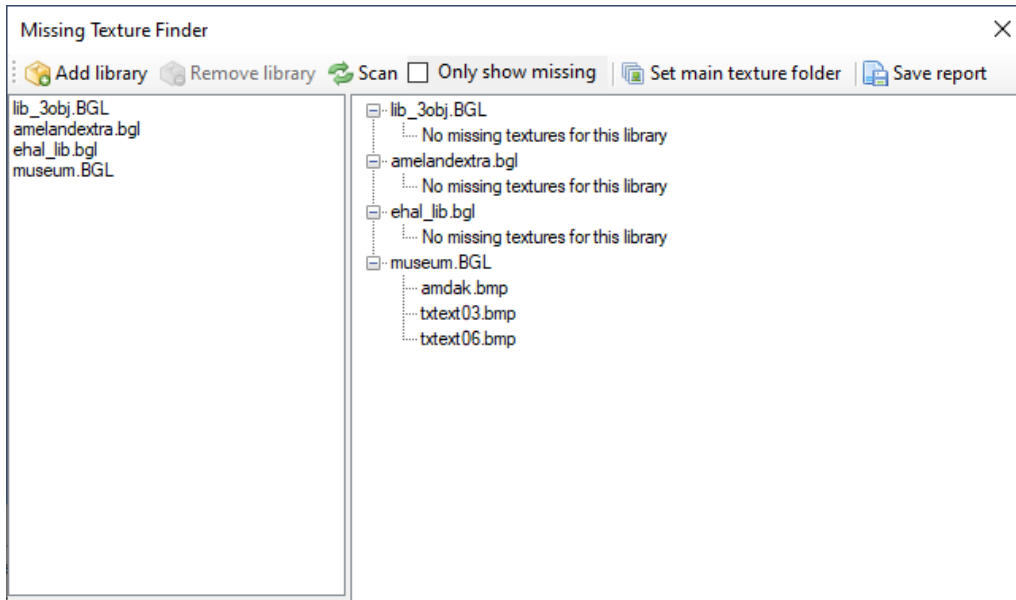 Missing Texture Finder
Add library Remove library Scan Only show missing Set main texture folder Save report
lib_3obj.BGL
amelandextra.bgl
ehal_lib.bgl
museum.BGL
lib_3obj.BGL
No missing textures for this library
amelandextra.bgl
No missing textures for this library
ehal_lib.bgl
No missing textures for this library
museum.BGL
amdak.bmp
txtext03.bmp
txtext06.bmp